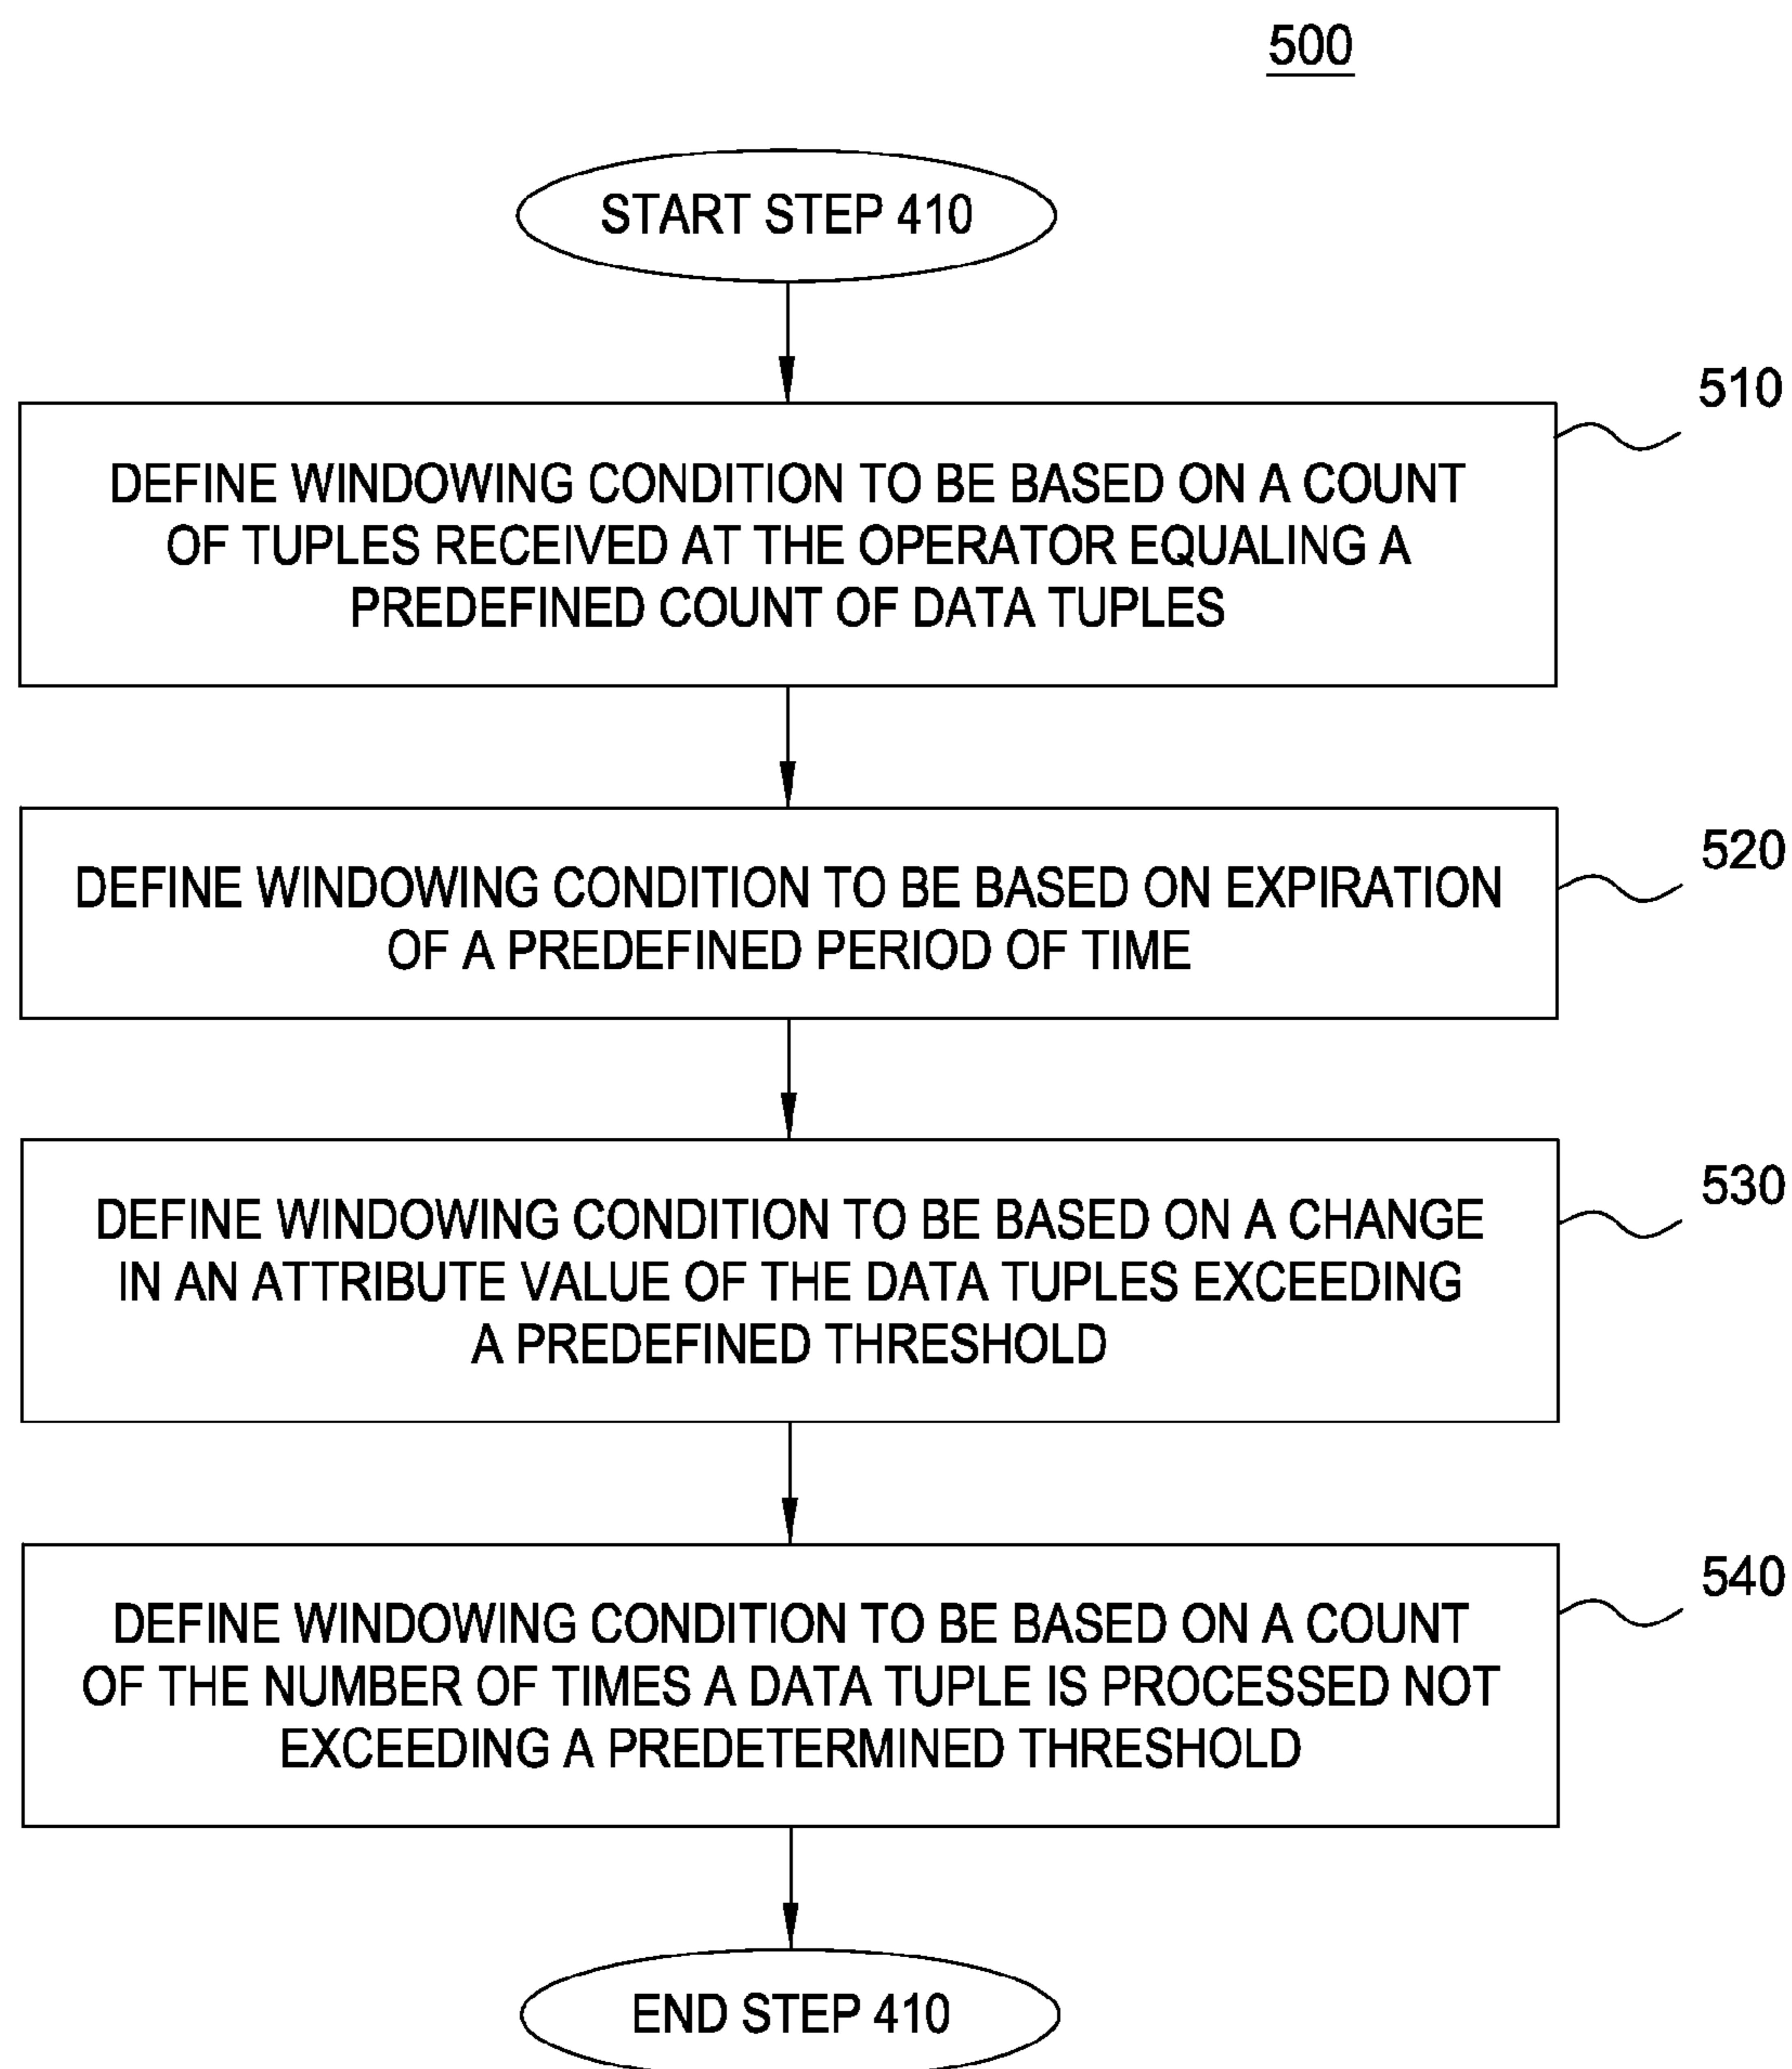 500
START STEP 410
510
DEFINE WINDOWING CONDITION TO BE BASED ON A COUNT
OF TUPLES RECEIVED AT THE OPERATOR EQUALING A
PREDEFINED COUNT OF DATA TUPLES
520
DEFINE WINDOWING CONDITION TO BE BASED ON EXPIRATION
OF A PREDEFINED PERIOD OF TIME
530
DEFINE WINDOWING CONDITION TO BE BASED ON A CHANGE
IN AN ATTRIBUTE VALUE OF THE DATA TUPLES EXCEEDING
A PREDEFINED THRESHOLD
540
DEFINE WINDOWING CONDITION TO BE BASED ON A COUNT
OF THE NUMBER OF TIMES A DATA TUPLE IS PROCESSED NOT
EXCEEDING A PREDETERMINED THRESHOLD
END STEP 410